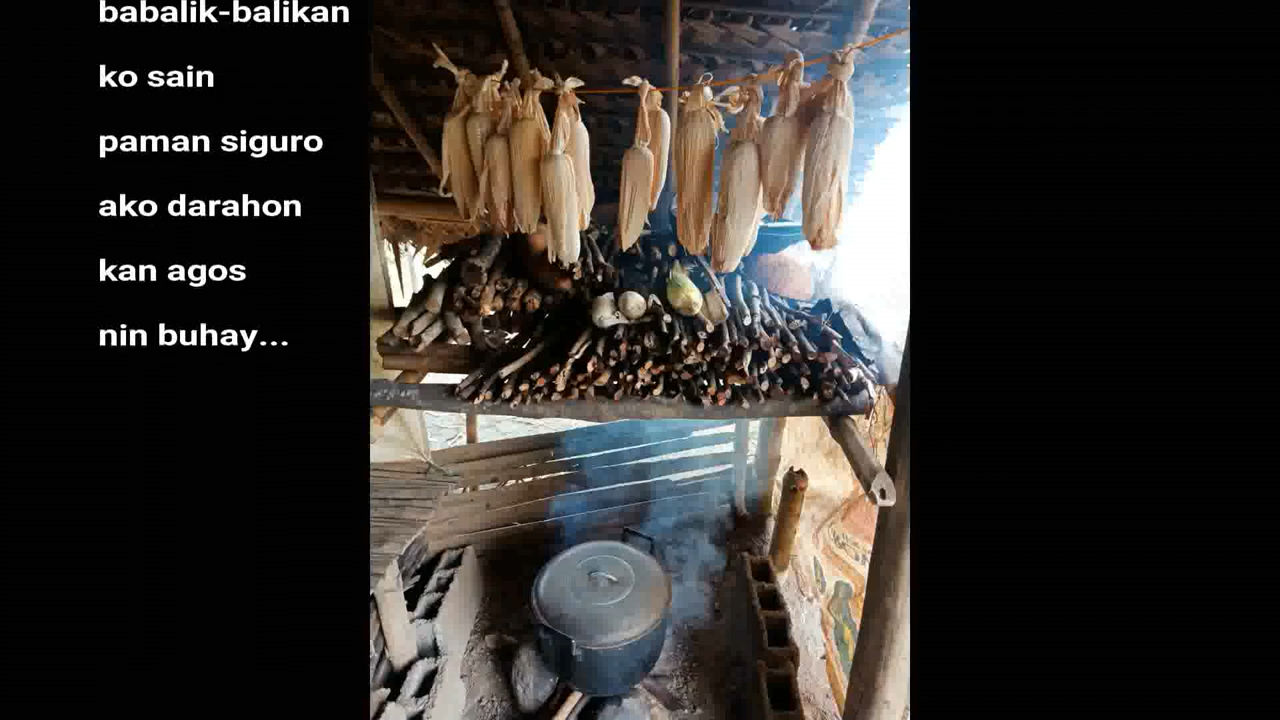 babalik-balikan
ko sain
paman siguro
ako darahon
kan agos
nin buhay...